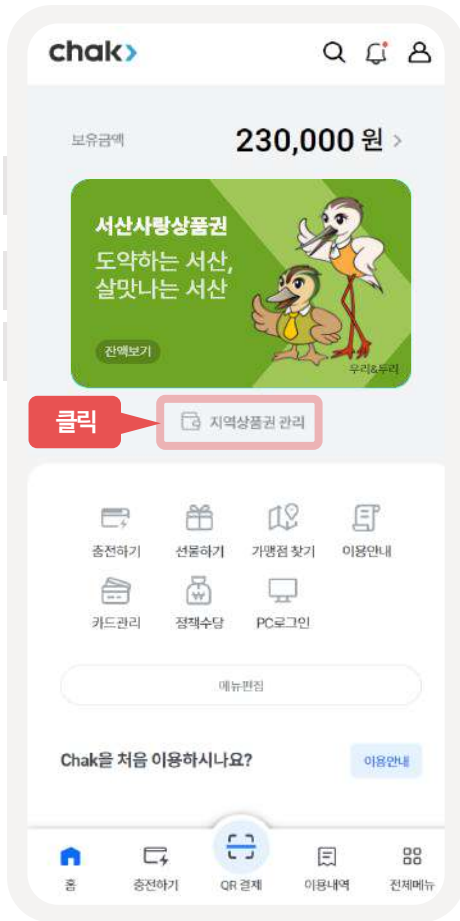 chak
보유금액 230,000 원
서산사랑상품권
도약하는 서산,
살맛나는 서산
잔액보기
우리&두리
클릭 지역상품권 관리
충전하기 선물하기 가맹점 찾기 이용안내
카드관리 정책수당 PC로그인
메뉴편집
Chak을 처음 이용하시나요? 이용안내
홈 충전하기 QR 결제 이용내역 전체메뉴